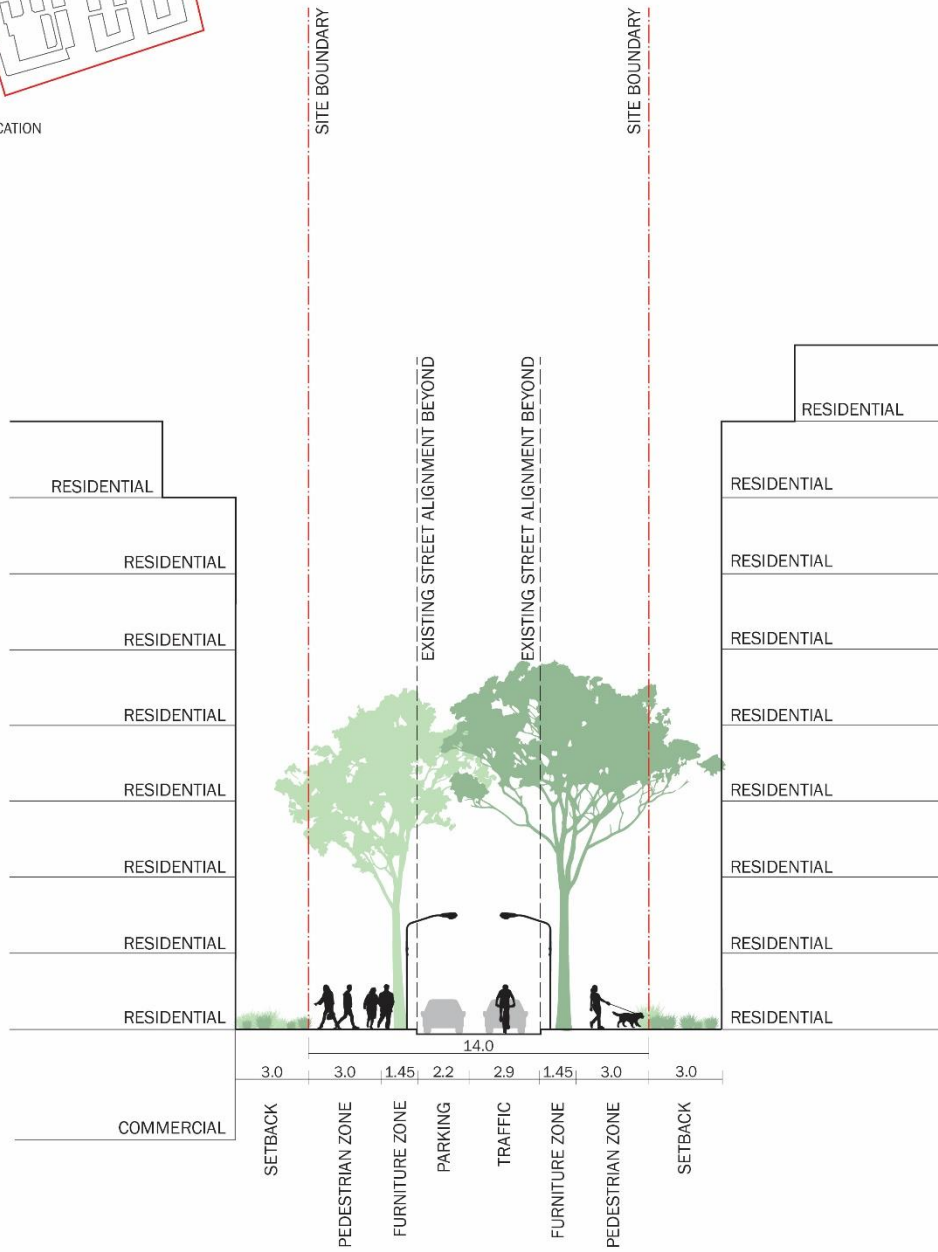 CATION
SITE BOUNDARY
SITE BOUNDARY
EXISTING STREET ALIGNMENT BEYOND
EXISTING STREET ALIGNMENT BEYOND
RESIDENTIAL
RESIDENTIAL
RESIDENTIAL
RESIDENTIAL
RESIDENTIAL
RESIDENTIAL
RESIDENTIAL
RESIDENTIAL
COMMERCIAL
RESIDENTIAL
RESIDENTIAL
RESIDENTIAL
RESIDENTIAL
RESIDENTIAL
RESIDENTIAL
RESIDENTIAL
RESIDENTIAL
RESIDENTIAL
14.0
3.0 3.0 1.45 2.2 2.9 1.45 3.0 3.0
SETBACK
PEDESTRIAN ZONE
FURNITURE ZONE
PARKING
TRAFFIC
FURNITURE ZONE
PEDESTRIAN ZONE
SETBACK